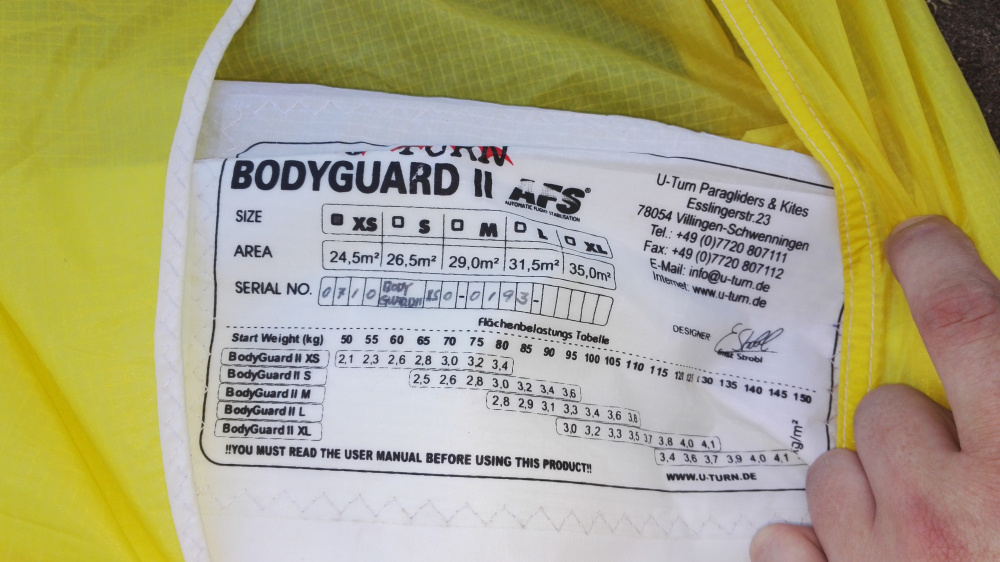 U-TURN
BODYGUARD II AFS®
AUTOMATIC FLIGHT STABILISATION
U-Turn Paragliders & Kites
Esslingerstr.23
78054 Villingen-Schwenningen
Tel.: +49 (0)7720 807111
Fax: +49 (0)7720 807112
E-Mail: info@u-turn.de
Internet: www.u-turn.de
SIZE XS S M L XL
AREA 24,5m² 26,5m² 29,0m² 31,5m² 35,0m²
SERIAL NO. 0710 BODY GUARDII XS0-0193-
DESIGNER
Ernst Strobl
Flächenbelastungs Tabelle
Start Weight (kg) 50 55 60 65 70 75 80 85 90 95 100 105 110 115 120 125 130 135 140 145 150
BodyGuard II XS 2,1 2,3 2,6 2,8 3,0 3,2 3,4
BodyGuard II S 2,5 2,6 2,8 3,0 3,2 3,4 3,6
BodyGuard II M 2,8 2,9 3,1 3,3 3,4 3,6 3,8
BodyGuard II L 3,0 3,2 3,3 3,5 3,7 3,8 4,0 4,1
BodyGuard II XL 3,4 3,6 3,7 3,9 4,0 4,1
kg/m²
!!YOU MUST READ THE USER MANUAL BEFORE USING THIS PRODUCT!!
WWW.U-TURN.DE